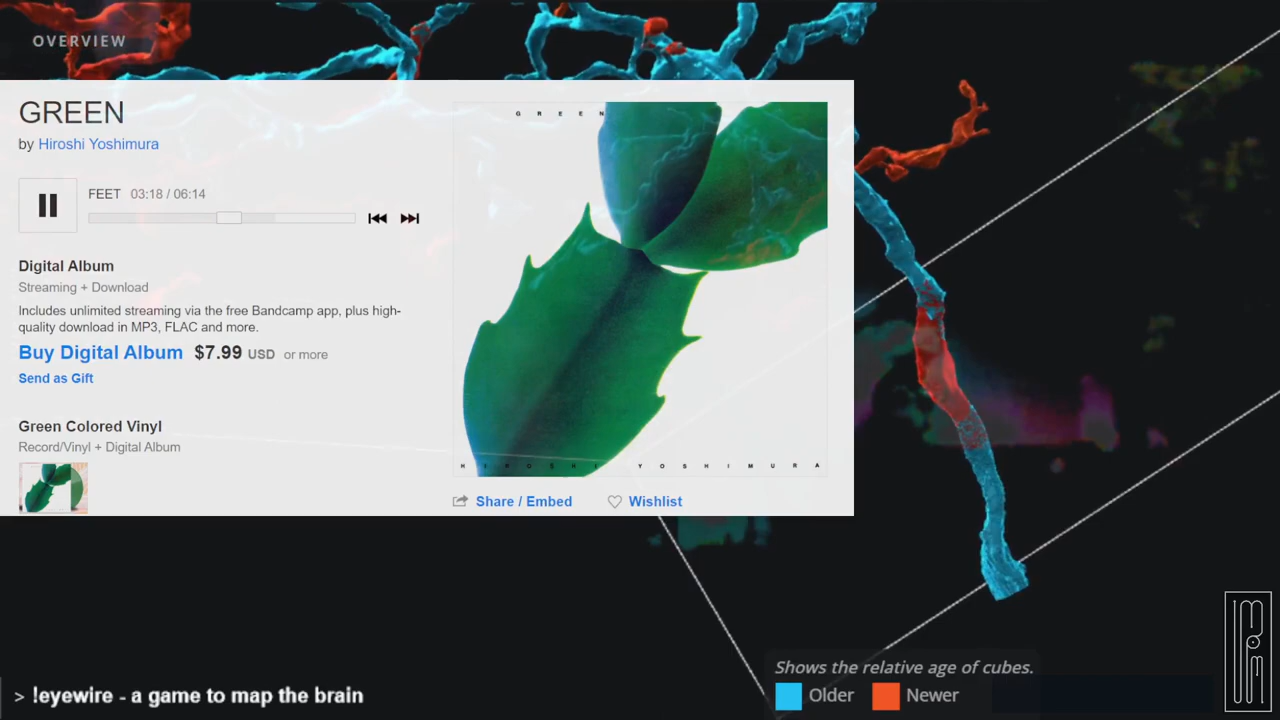 OVERVIEW
GREEN
by Hiroshi Yoshimura
FEET 03:18 / 06:14
Digital Album
Streaming + Download
Includes unlimited streaming via the free Bandcamp app, plus high-
quality download in MP3, FLAC and more.
Buy Digital Album $7.99 USD or more
Send as Gift
Green Colored Vinyl
Record/Vinyl + Digital Album
G R E E N
H I R O S H I Y O S H I M U R A
Share / Embed Wishlist
Shows the relative age of cubes.
Older Newer
> !eyewire - a game to map the brain